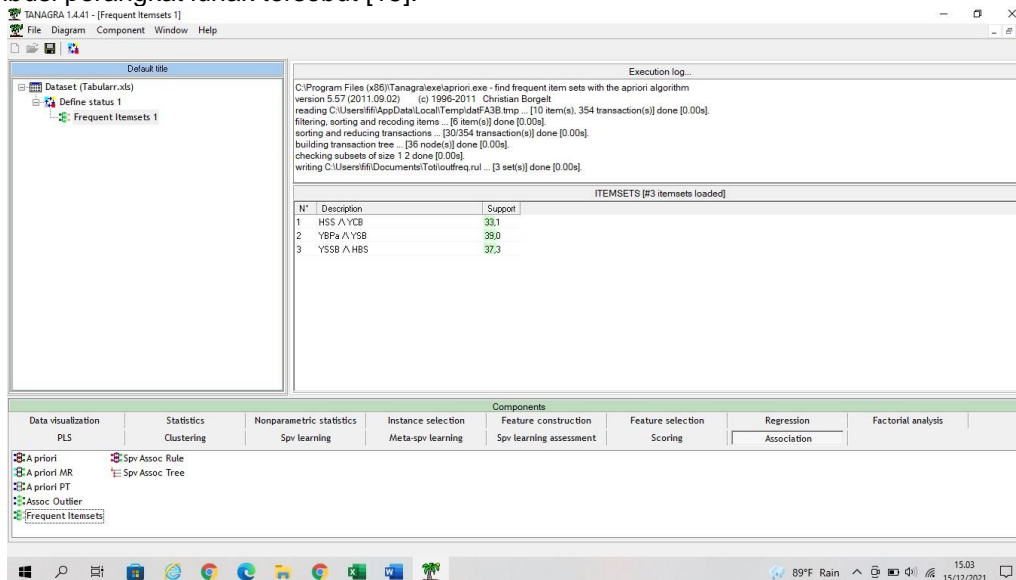 perangkat lunak tersebut
TANAGRA 1.4.41 - [Frequent Itemsets 1]
File Diagram Component Window Help
Default title
Dataset (Tabularr.xls)
Define status 1
Frequent Itemsets 1
Execution log...
C:\Program Files (x86)\Tanagra\exe\apriori.exe - find frequent item sets with the apriori algorithm
version 5.57 (2011.09.02) (c) 1996-2011 Christian Borgelt
reading C:\Users\fifi\AppData\Local\Temp\datFA3B.tmp ... [10 item(s), 354 transaction(s)] done [0.00s].
filtering, sorting and recoding items ... [6 item(s)] done [0.00s].
sorting and reducing transactions ... [30/354 transaction(s)] done [0.00s].
building transaction tree ... [36 node(s)] done [0.00s].
checking subsets of size 1 2 done [0.00s].
writing C:\Users\fifi\Documents\Toti\outfreq.rul ... [3 set(s)] done [0.00s].
ITEMSETS [#3 itemsets loaded]
N° Description Support
1 HSS /\ YCB 33,1
2 YBPa /\ YSB 39,0
3 YSSB /\ HBS 37,3
Components
Data visualization Statistics Nonparametric statistics Instance selection Feature construction Feature selection Regression Factorial analysis
PLS Clustering Spv learning Meta-spv learning Spv learning assessment Scoring Association
A priori Spv Assoc Rule
A priori MR Spv Assoc Tree
A priori PT
Assoc Outlier
Frequent Itemsets
89°F Rain 15.03
15/12/2021